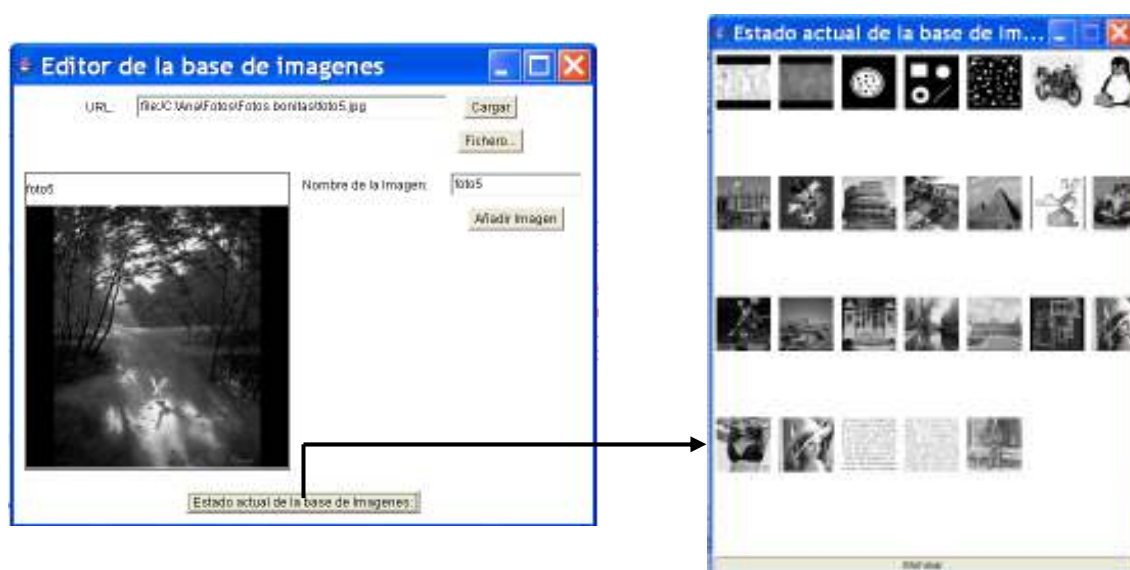 Editor de la base de imagenes
URL: file:/C:\Ana\Fotos\Fotos bonitas\foto5.jpg Cargar
Fichero...
foto5
Nombre de la Imagen: foto5
Añadir Imagen
Estado actual de la base de Imagenes:
Estado actual de la base de Im...